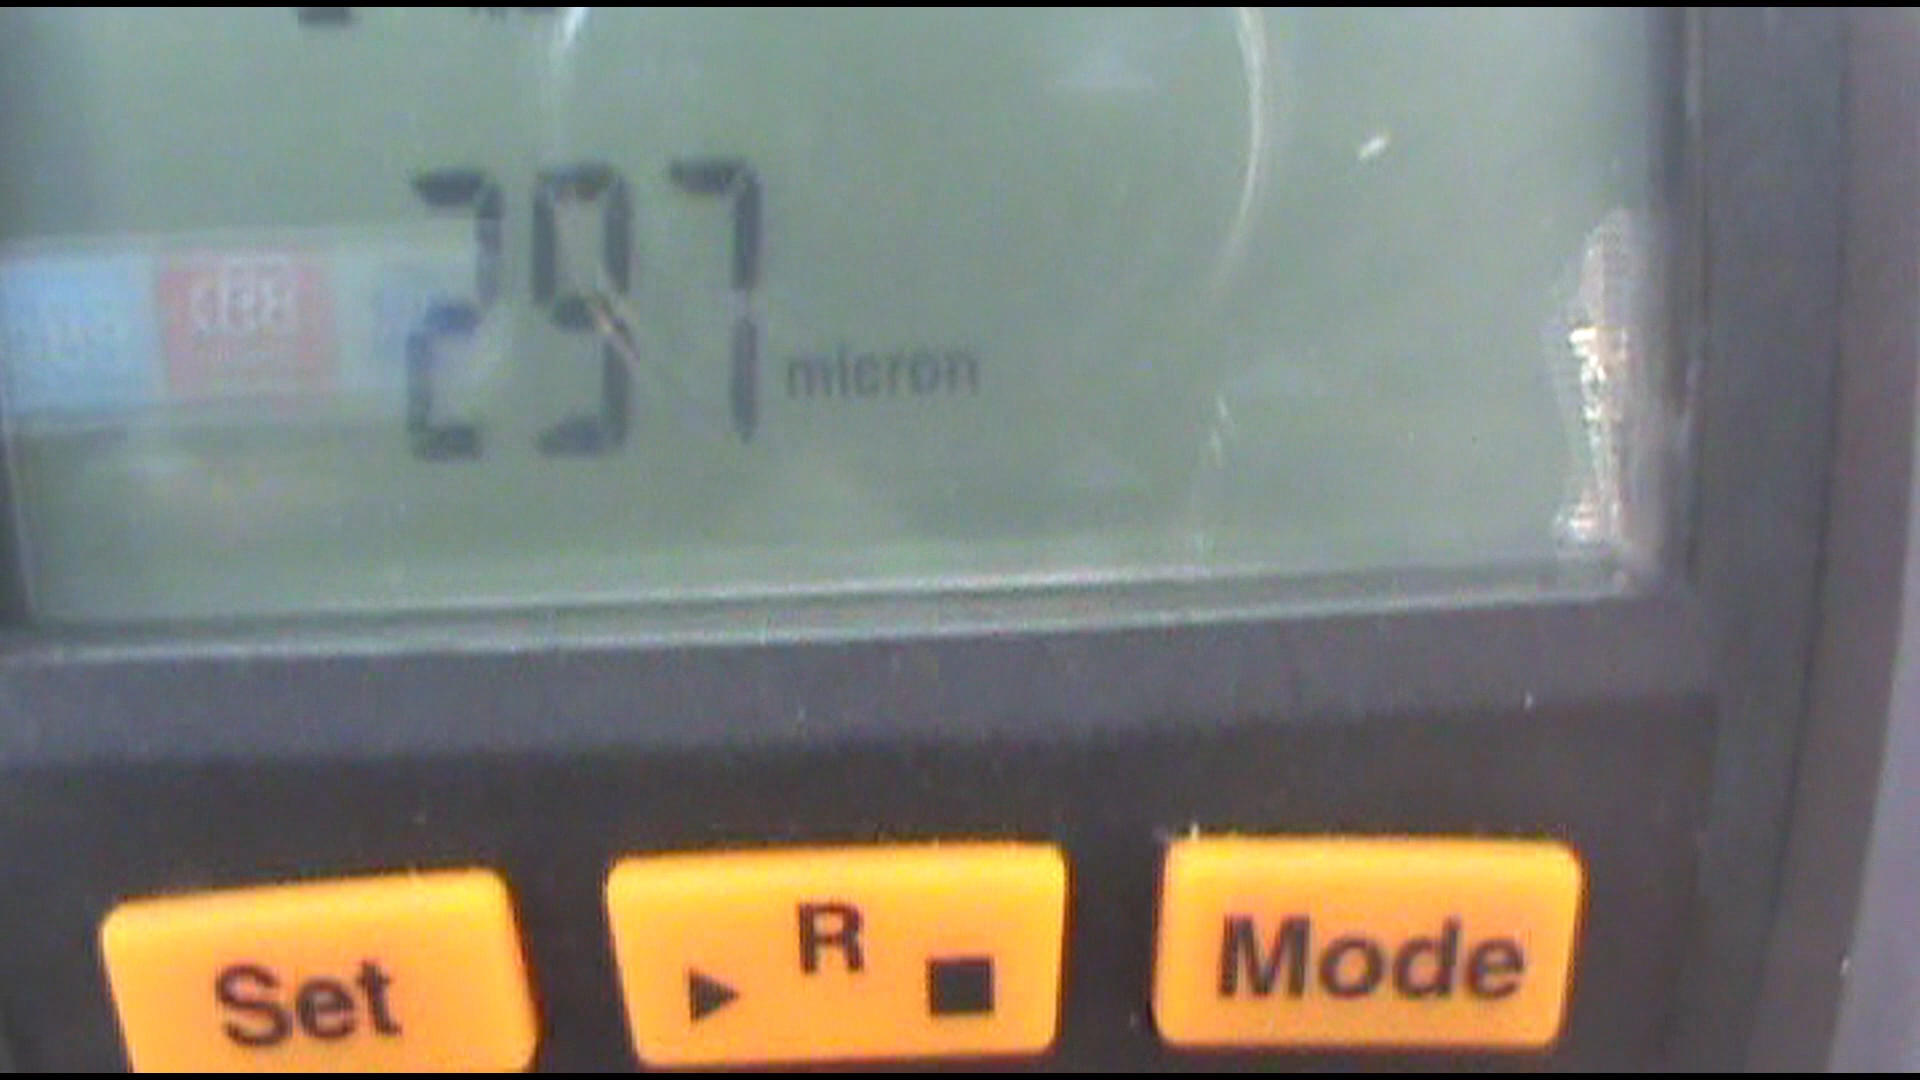 297 micron
R
Set ▶ ■ Mode